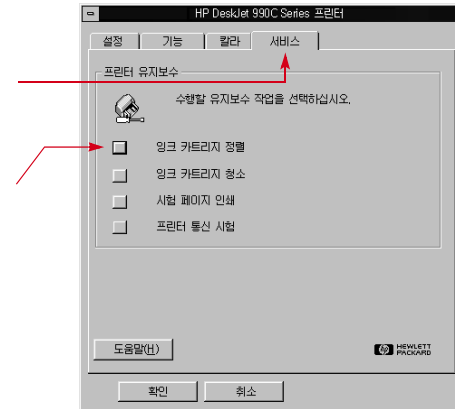 HP DeskJet 990C Series 프린터
설정 기능 칼라 서비스
프린터 유지보수
수행할 유지보수 작업을 선택하십시오.
잉크 카트리지 정렬
잉크 카트리지 청소
시험 페이지 인쇄
프린터 통신 시험
도움말(H)
HEWLETT
PACKARD
확인 취소